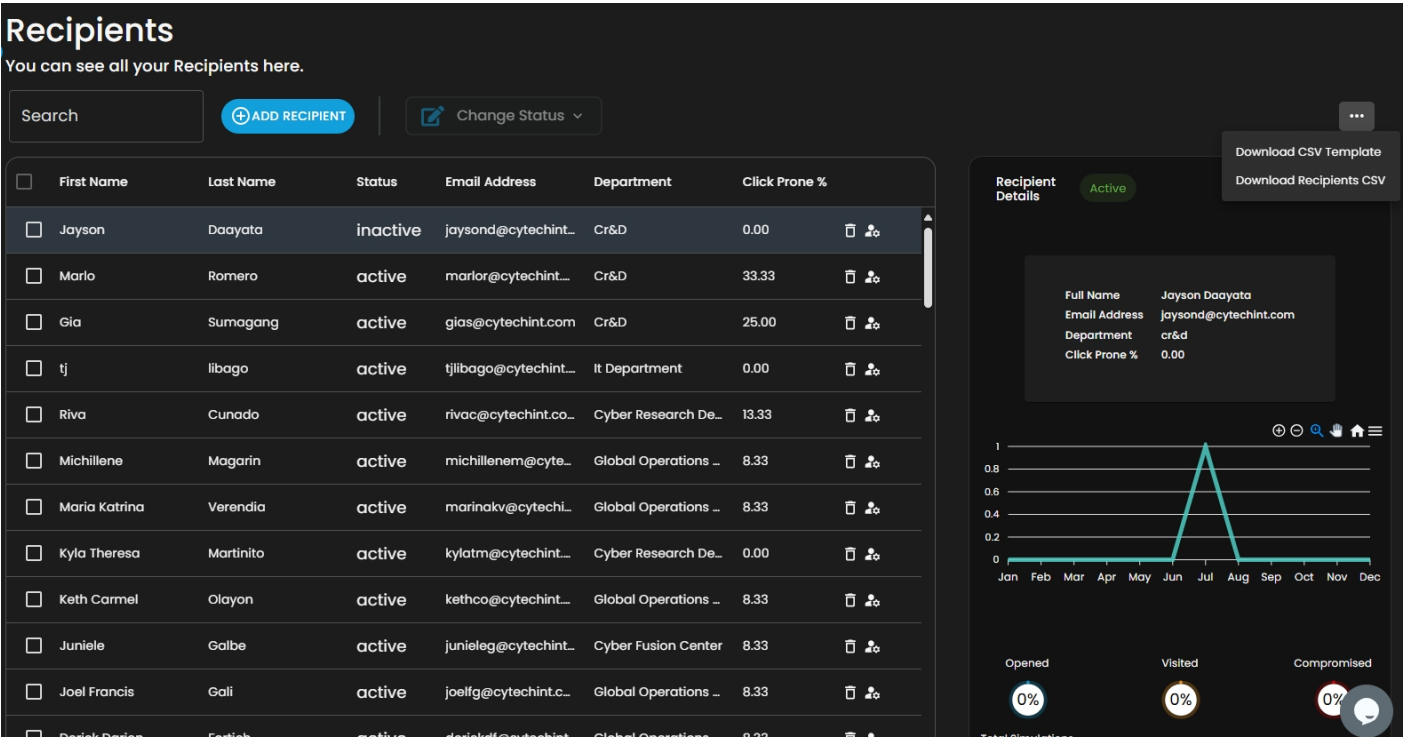 Recipients
You can see all your Recipients here.
Search
ADD RECIPIENT
Change Status
Download CSV Template
Download Recipients CSV
First Name Last Name Status Email Address Department Click Prone %
Jayson Daayata inactive jaysond@cytechint... Cr&D 0.00
Marlo Romero active marlor@cytechint.... Cr&D 33.33
Gia Sumagang active gias@cytechint.com Cr&D 25.00
tj libago active tjlibago@cytechint.... It Department 0.00
Riva Cunado active rivac@cytechint.co... Cyber Research De... 13.33
Michillene Magarin active michillenem@cyte... Global Operations ... 8.33
Maria Katrina Verendia active marinakv@cytechi... Global Operations ... 8.33
Kyla Theresa Martinito active kylatm@cytechint.... Cyber Research De... 0.00
Keth Carmel Olayon active kethco@cytechint.... Global Operations ... 8.33
Juniele Galbe active junieleg@cytechint... Cyber Fusion Center 8.33
Joel Francis Gali active joelfg@cytechint.c... Global Operations ... 8.33
Recipient
Details
Active
Full Name Jayson Daayata
Email Address jaysond@cytechint.com
Department cr&d
Click Prone % 0.00
1
0.8
0.6
0.4
0.2
0
Jan Feb Mar Apr May Jun Jul Aug Sep Oct Nov Dec
Opened Visited Compromised
0% 0% 0%
Total Simulations